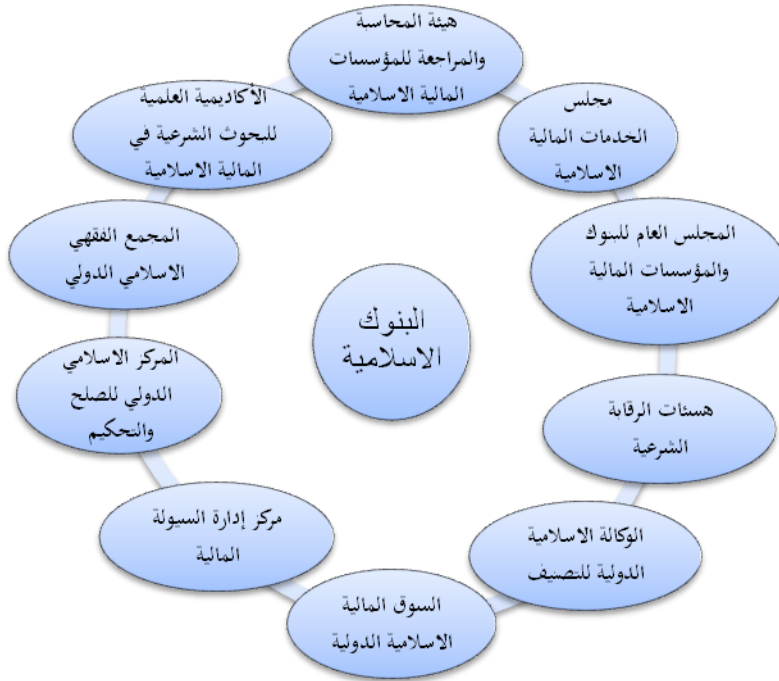 هيئة المحاسبة
والمراجعة للمؤسسات
المالية الاسلامية
مجلس
الخدمات المالية
الاسلامية
المجلس العام للبنوك
والمؤسسات المالية
الاسلامية
هسئات الرقابة
الشرعية
الوكالة الاسلامية
الدولية للتصنيف
السوق المالية
الاسلامية الدولية
مركز إدارة السيولة
المالية
المركز الاسلامي
الدولي للصلح
والتحكيم
المجمع الفقهي
الاسلامي الدولي
الأكاديمية العلمية
للبحوث الشرعية في
المالية الاسلامية
البنوك
الاسلامية